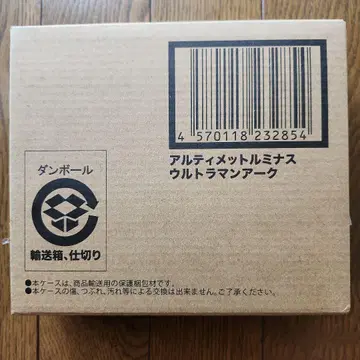 4 570118 232854
アルティメットルミナス
ウルトラマンアーク
ダンボール
輸送箱、仕切り
●本ケースは、商品輸送用の保護梱包材です。
●本ケースの傷、つぶれ、汚れ等による交換は出来ません。ご了承ください。